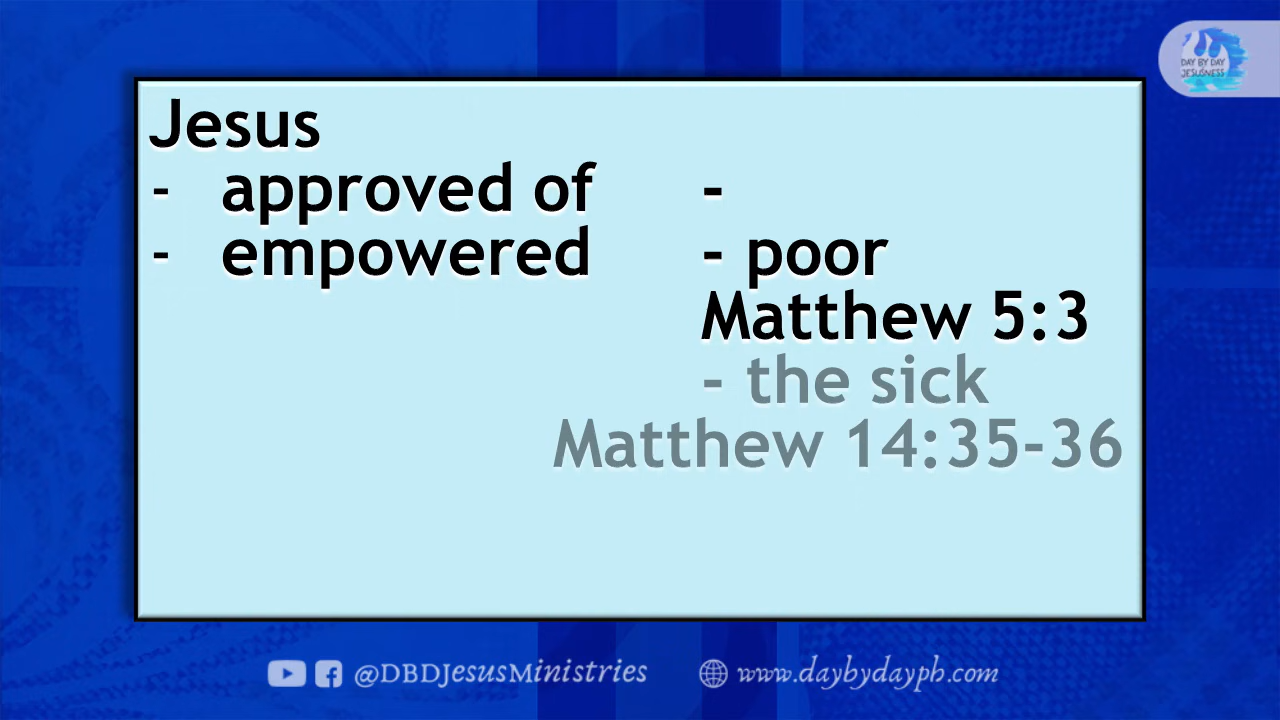 DAY BY DAY
JESUSNESS
Jesus
- approved of -
- empowered - poor
Matthew 5:3
- the sick
Matthew 14:35-36
@DBDJesusMinistries www.daybydayph.com